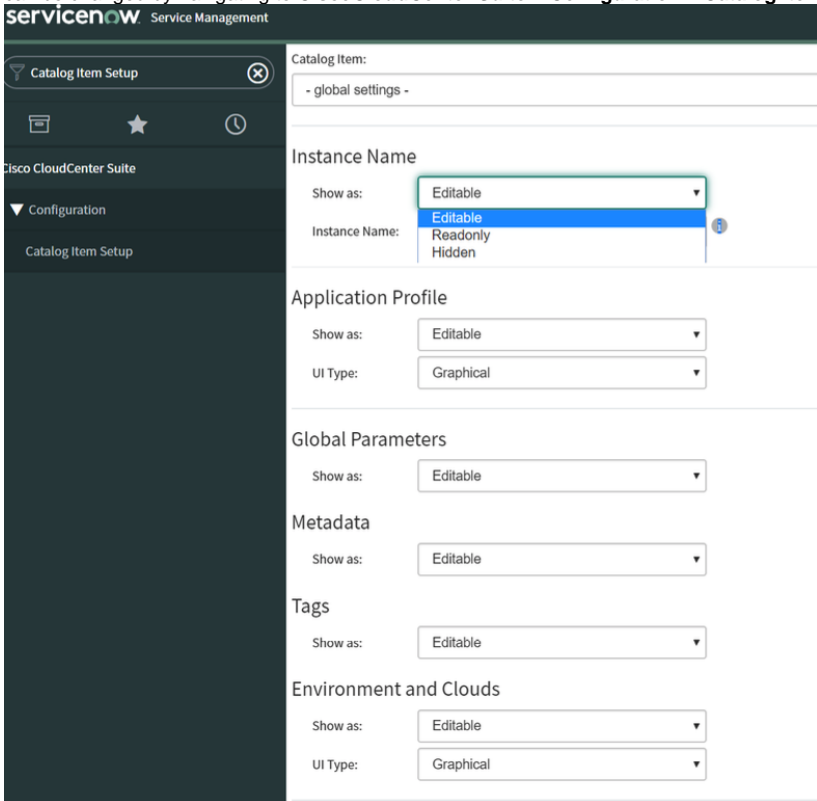 servicenow Service Management
Catalog Item Setup
Cisco CloudCenter Suite
Configuration
Catalog Item Setup
Catalog Item:
- global settings -
Instance Name
Show as: Editable
Editable
Instance Name: Readonly
Hidden
Application Profile
Show as: Editable
UI Type: Graphical
Global Parameters
Show as: Editable
Metadata
Show as: Editable
Tags
Show as: Editable
Environment and Clouds
Show as: Editable
UI Type: Graphical